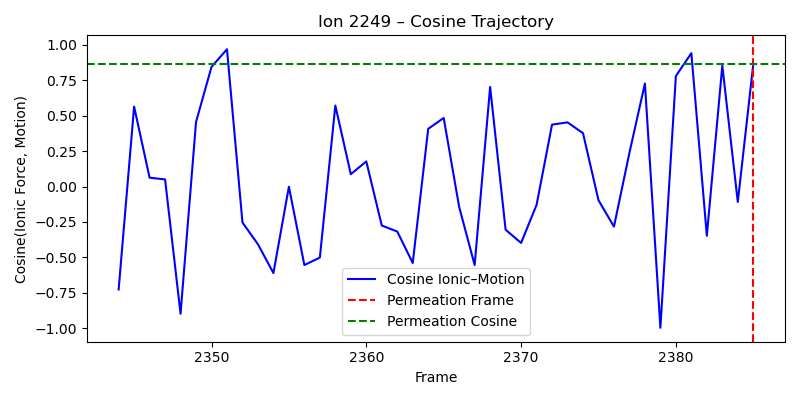 Ion 2249 – Cosine Trajectory
Cosine(Ionic Force, Motion)
1.00
0.75
0.50
0.25
0.00
−0.25
−0.50
−0.75
−1.00
Cosine Ionic–Motion
Permeation Frame
Permeation Cosine
2350
2360
2370
2380
Frame